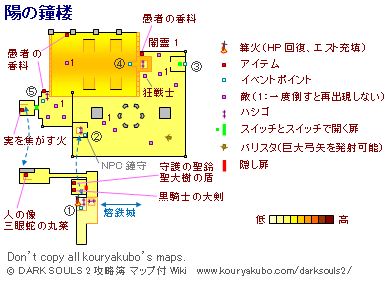 陽の鐘楼
愚者の香料
愚者の
香料
闇霊 1
1
④
③
狂戦士
⑤
1
1
実を焦がす火
②
NPC 鐘守
守護の聖鈴
聖大樹の盾
黒騎士の大剣
①
熔鉄城
人の像
三眼蛇の丸薬
篝火(HP 回復、エスト充填)
アイテム
イベントポイント
敵(1:一度倒すと再出現しない)
ハシゴ
スイッチとスイッチで開く扉
バリスタ(巨大弓矢を発射可能)
隠し扉
低 高
Don't copy all kouryakubo's maps.
© DARK SOULS 2 攻略簿 マップ付 Wiki www.kouryakubo.com/darksouls2/